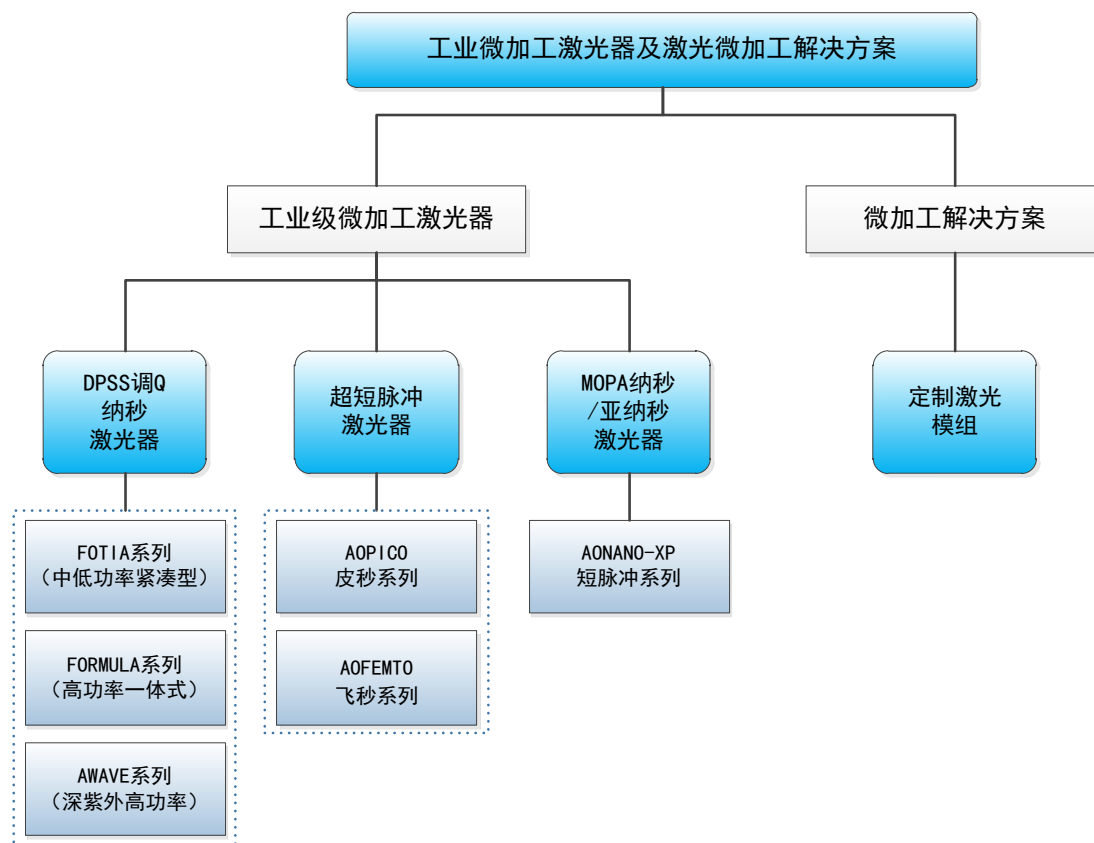 工业微加工激光器及激光微加工解决方案
工业级微加工激光器
微加工解决方案
DPSS调Q
纳秒
激光器
超短脉冲
激光器
MOPA纳秒
/亚纳秒
激光器
定制激光
模组
FOTIA系列
（中低功率紧凑型）
AOPICO
皮秒系列
AONANO-XP
短脉冲系列
FORMULA系列
（高功率一体式）
AOFEMTO
飞秒系列
AWAVE系列
（深紫外高功率）